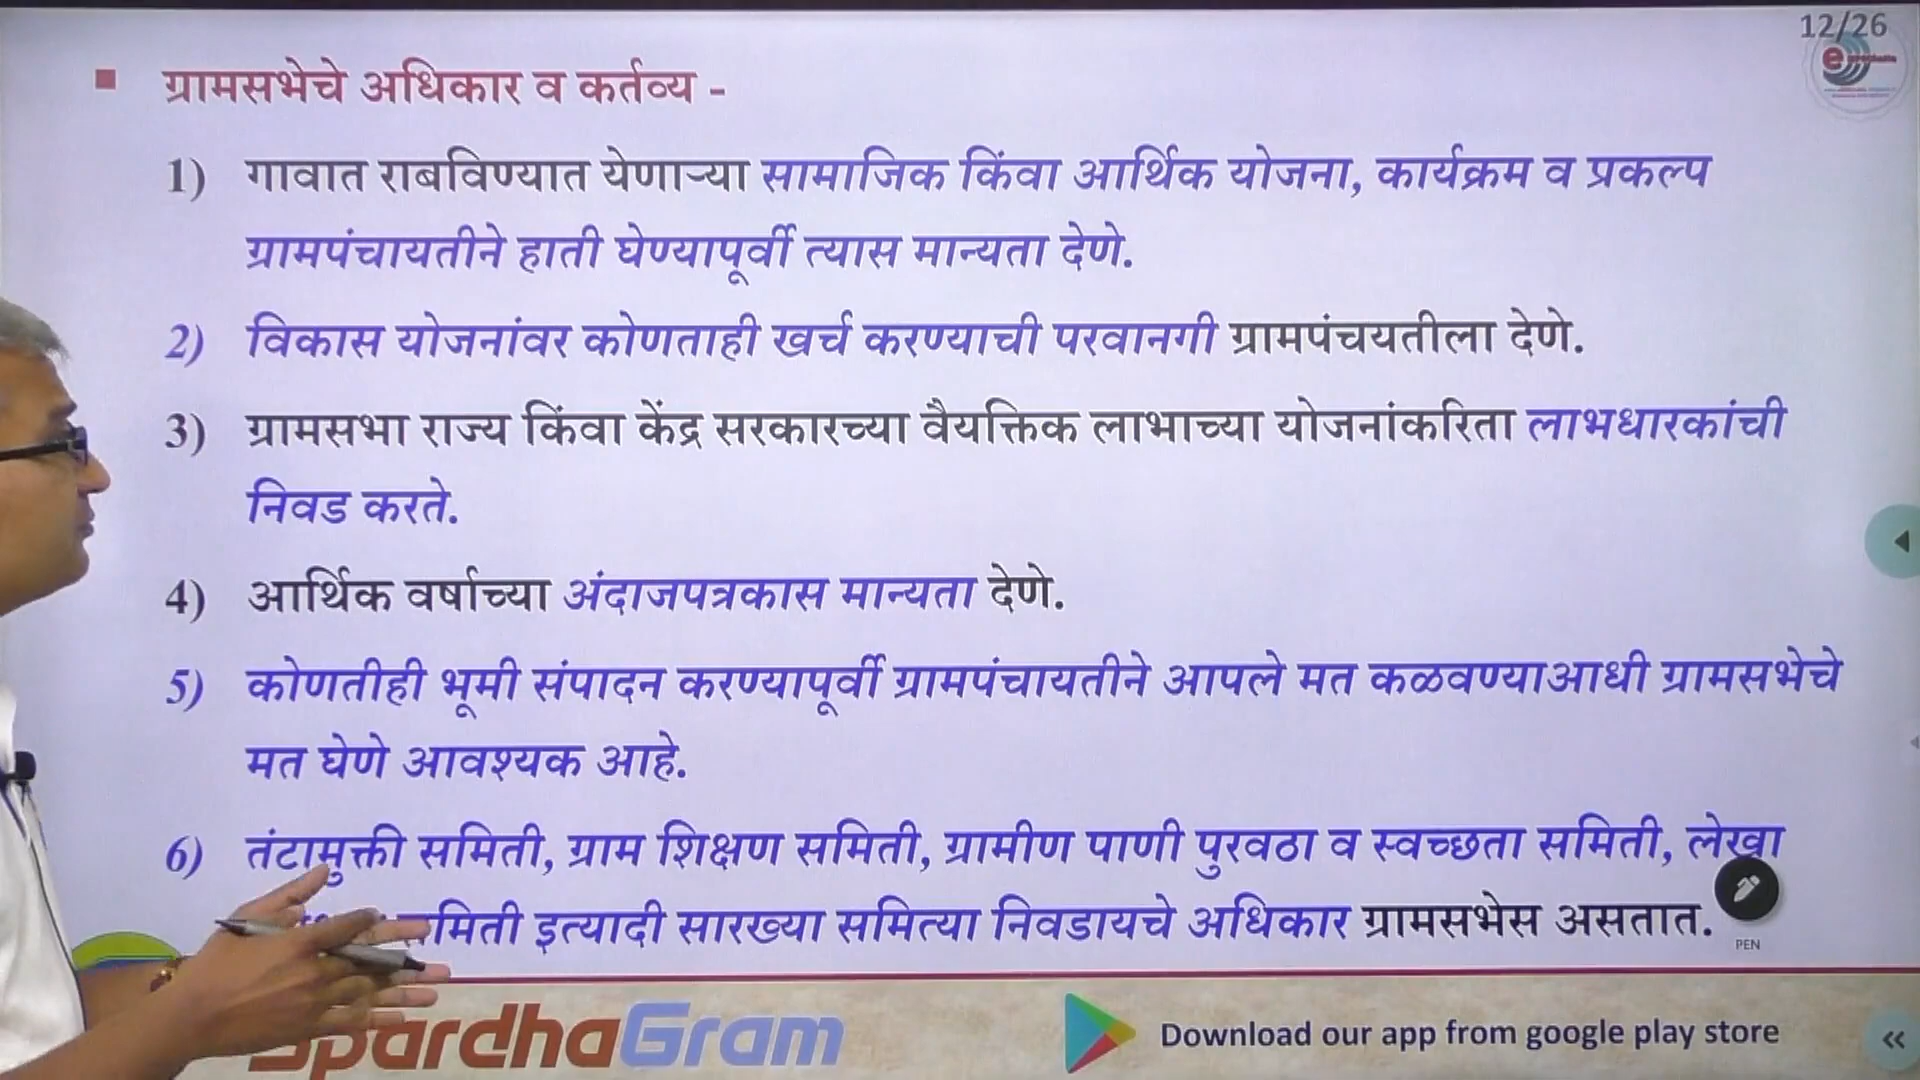 12/26
▪ ग्रामसभेचे अधिकार व कर्तव्य -
1) गावात राबविण्यात येणाऱ्या सामाजिक किंवा आर्थिक योजना, कार्यक्रम व प्रकल्प
ग्रामपंचायतीने हाती घेण्यापूर्वी त्यास मान्यता देणे.
2) विकास योजनांवर कोणताही खर्च करण्याची परवानगी ग्रामपंचयतीला देणे.
3) ग्रामसभा राज्य किंवा केंद्र सरकारच्या वैयक्तिक लाभाच्या योजनांकरिता लाभधारकांची
निवड करते.
4) आर्थिक वर्षाच्या अंदाजपत्रकास मान्यता देणे.
5) कोणतीही भूमी संपादन करण्यापूर्वी ग्रामपंचायतीने आपले मत कळवण्याआधी ग्रामसभेचे
मत घेणे आवश्यक आहे.
6) तंटामुक्ती समिती, ग्राम शिक्षण समिती, ग्रामीण पाणी पुरवठा व स्वच्छता समिती, लेखा
समिती इत्यादी सारख्या समित्या निवडायचे अधिकार ग्रामसभेस असतात.
PEN
SpardhaGram
Download our app from google play store